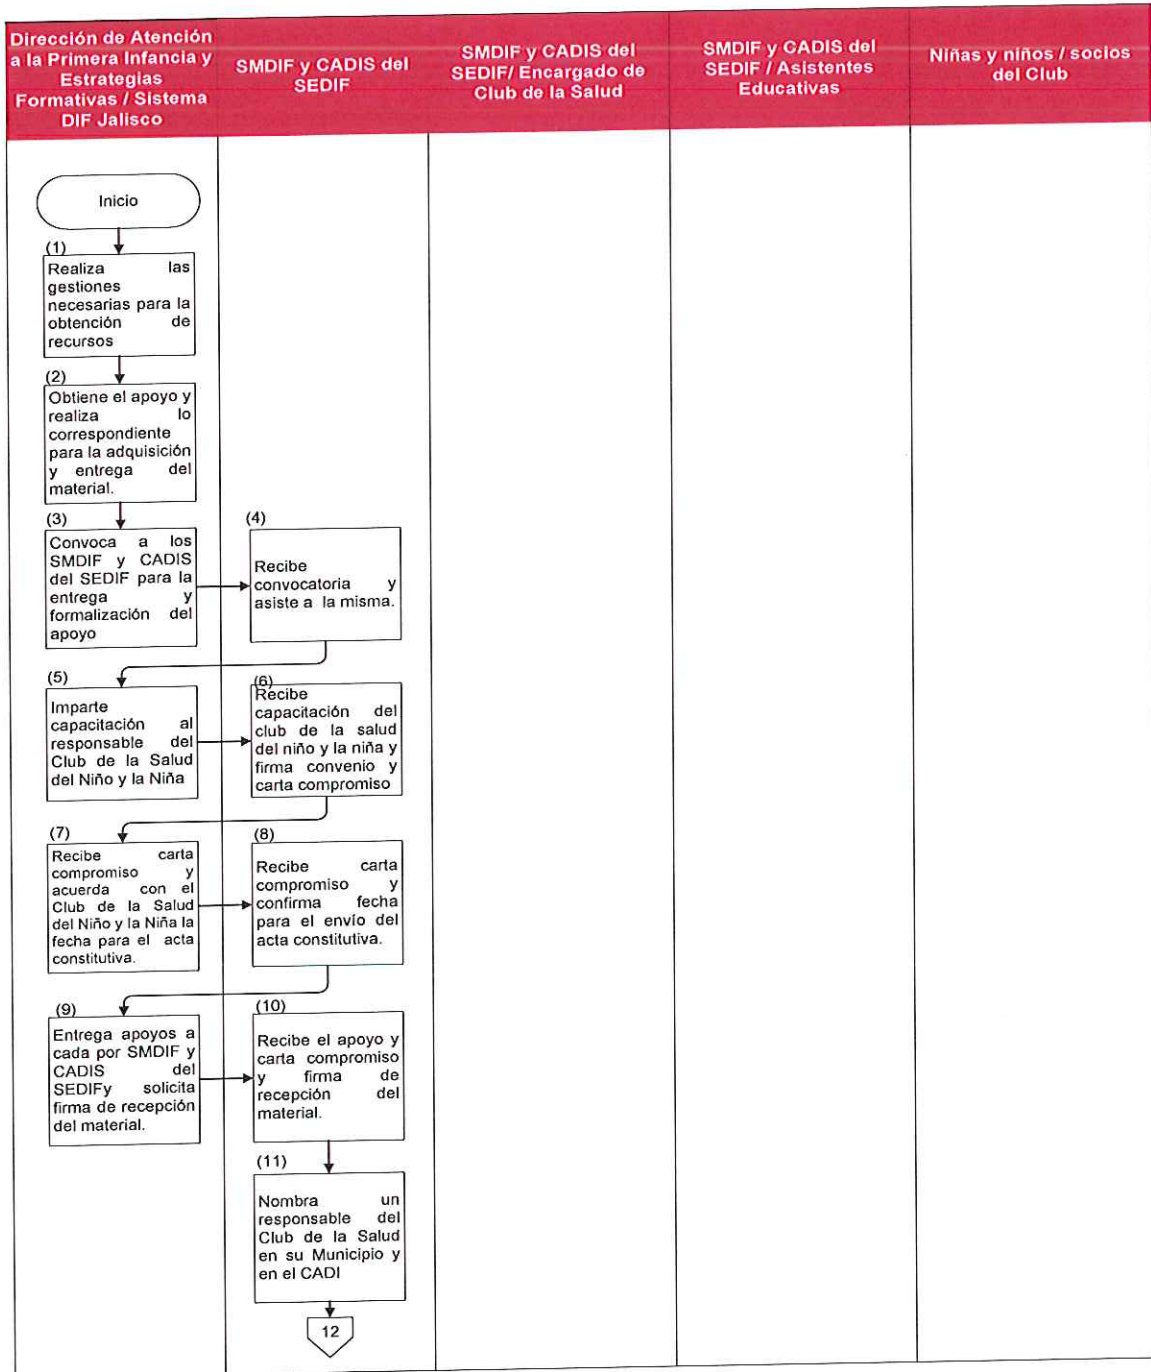 Dirección de Atención
a la Primera Infancia y
Estrategias
Formativas / Sistema
DIF Jalisco
SMDIF y CADIS del
SEDIF
SMDIF y CADIS del
SEDIF/ Encargado de
Club de la Salud
SMDIF y CADIS del
SEDIF / Asistentes
Educativas
Niñas y niños / socios
del Club
Inicio
(1)
Realiza las
gestiones
necesarias para la
obtención de
recursos
(2)
Obtiene el apoyo y
realiza lo
correspondiente
para la adquisición
y entrega del
material.
(3)
Convoca a los
SMDIF y CADIS
del SEDIF para la
entrega y
formalización del
apoyo
(4)
Recibe
convocatoria y
asiste a la misma.
(5)
Imparte
capacitación al
responsable del
Club de la Salud
del Niño y la Niña
(6)
Recibe
capacitación del
club de la salud
del niño y la niña y
firma convenio y
carta compromiso
(7)
Recibe carta
compromiso y
acuerda con el
Club de la Salud
del Niño y la Niña la
fecha para el acta
constitutiva.
(8)
Recibe carta
compromiso y
confirma fecha
para el envío del
acta constitutiva.
(9)
Entrega apoyos a
cada por SMDIF y
CADIS del
SEDIFy solicita
firma de recepción
del material.
(10)
Recibe el apoyo y
carta compromiso
y firma de
recepción del
material.
(11)
Nombra un
responsable del
Club de la Salud
en su Municipio y
en el CADI
12